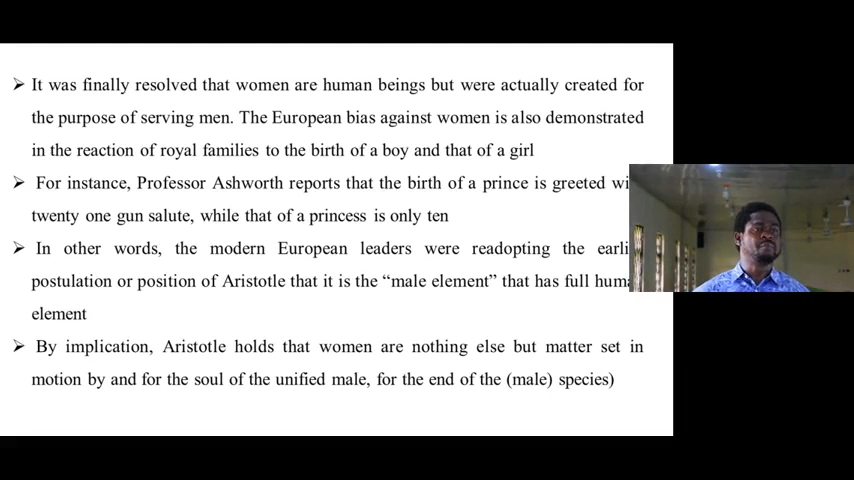 ➢ It was finally resolved that women are human beings but were actually created for
the purpose of serving men. The European bias against women is also demonstrated
in the reaction of royal families to the birth of a boy and that of a girl
➢ For instance, Professor Ashworth reports that the birth of a prince is greeted wi
twenty one gun salute, while that of a princess is only ten
➢ In other words, the modern European leaders were readopting the earli
postulation or position of Aristotle that it is the “male element” that has full huma
element
➢ By implication, Aristotle holds that women are nothing else but matter set in
motion by and for the soul of the unified male, for the end of the (male) species)